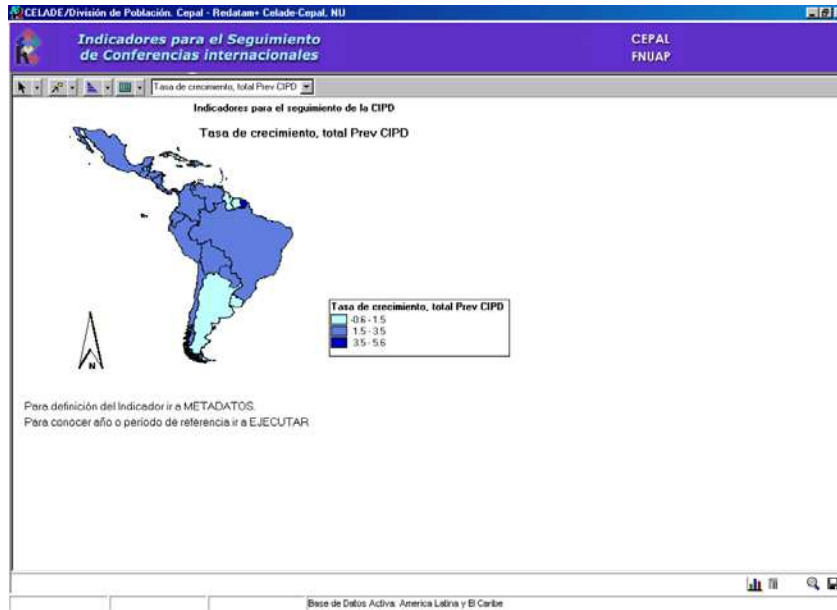 CELADE/División de Población. Cepal - Redatam+ Celade-Cepal, NU
Indicadores para el Seguimiento
de Conferencias internacionales
CEPAL
FNUAP
Tasa de crecimiento, total Prev CIPD
Indicadores para el seguimiento de la CIPD
Tasa de crecimiento, total Prev CIPD
Tasa de crecimiento, total Prev CIPD
-0.6 - 1.5
1.5 - 3.5
3.5 - 5.6
N
Para definición del Indicador ir a METADATOS.
Para conocer año o periodo de referencia ir a EJECUTAR
Base de Datos Activa: America Latina y El Caribe